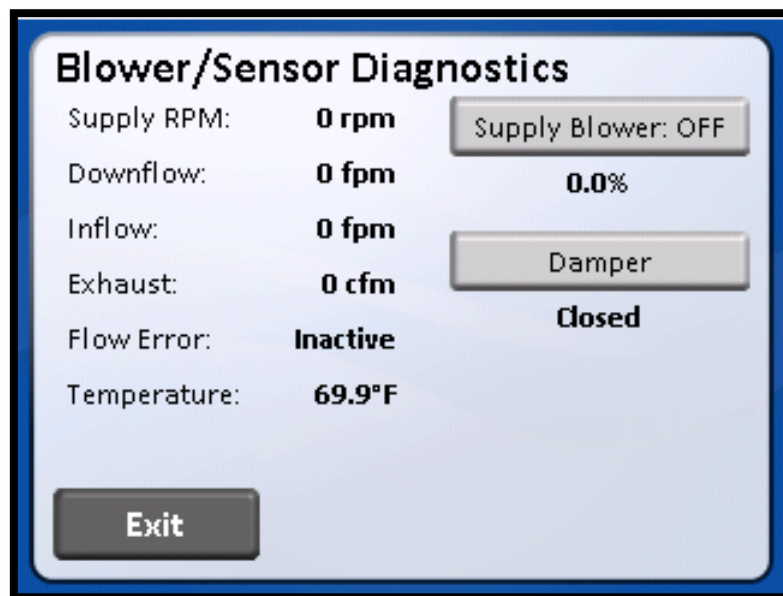 Blower/Sensor Diagnostics
Supply RPM: 0 rpm
Downflow: 0 fpm
Inflow: 0 fpm
Exhaust: 0 cfm
Flow Error: Inactive
Temperature: 69.9°F
Supply Blower: OFF
0.0%
Damper
Closed
Exit